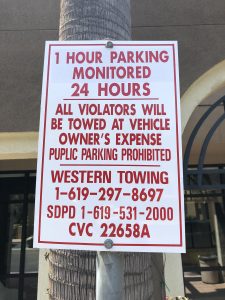 1 HOUR PARKING
MONITORED
24 HOURS
ALL VIOLATORS WILL
BE TOWED AT VEHICLE
OWNER'S EXPENSE
PUPLIC PARKING PROHIBITED
WESTERN TOWING
1-619-297-8697
SDPD 1-619-531-2000
CVC 22658A